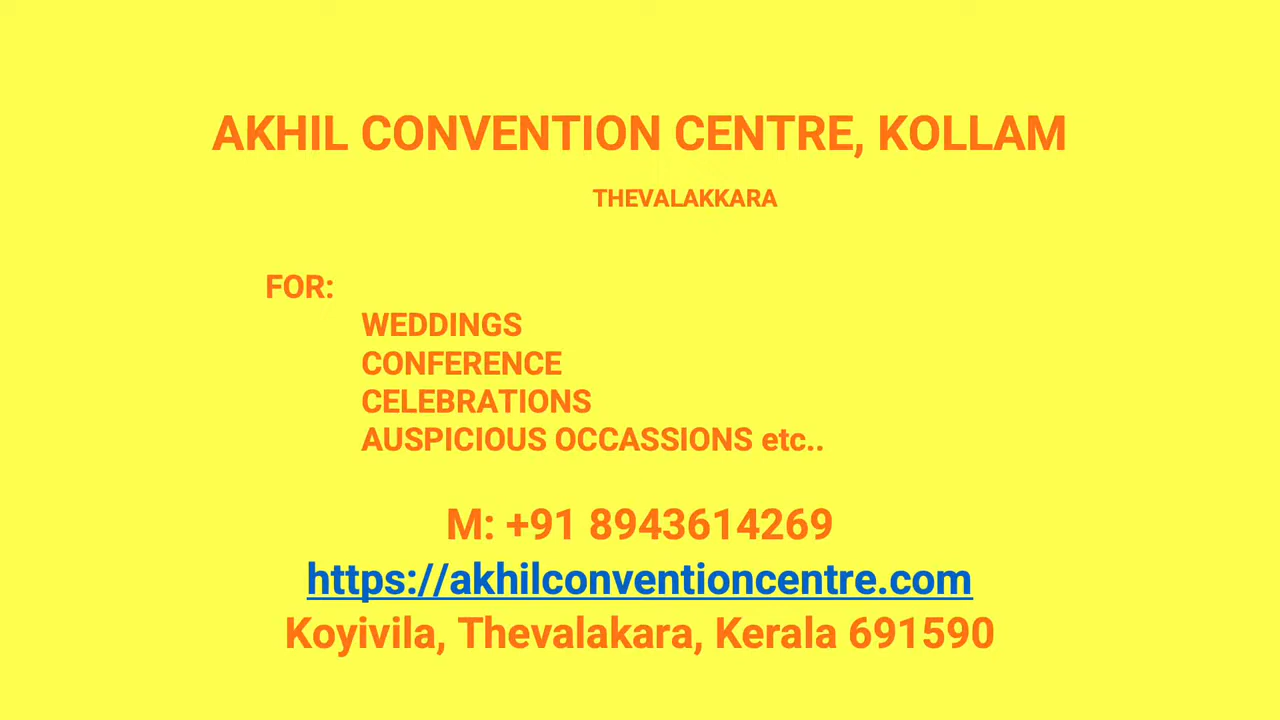 AKHIL CONVENTION CENTRE, KOLLAM
THEVALAKKARA
FOR:
WEDDINGS
CONFERENCE
CELEBRATIONS
AUSPICIOUS OCCASSIONS etc..
M: +91 8943614269
https://akhilconventioncentre.com
Koyivila, Thevalakara, Kerala 691590